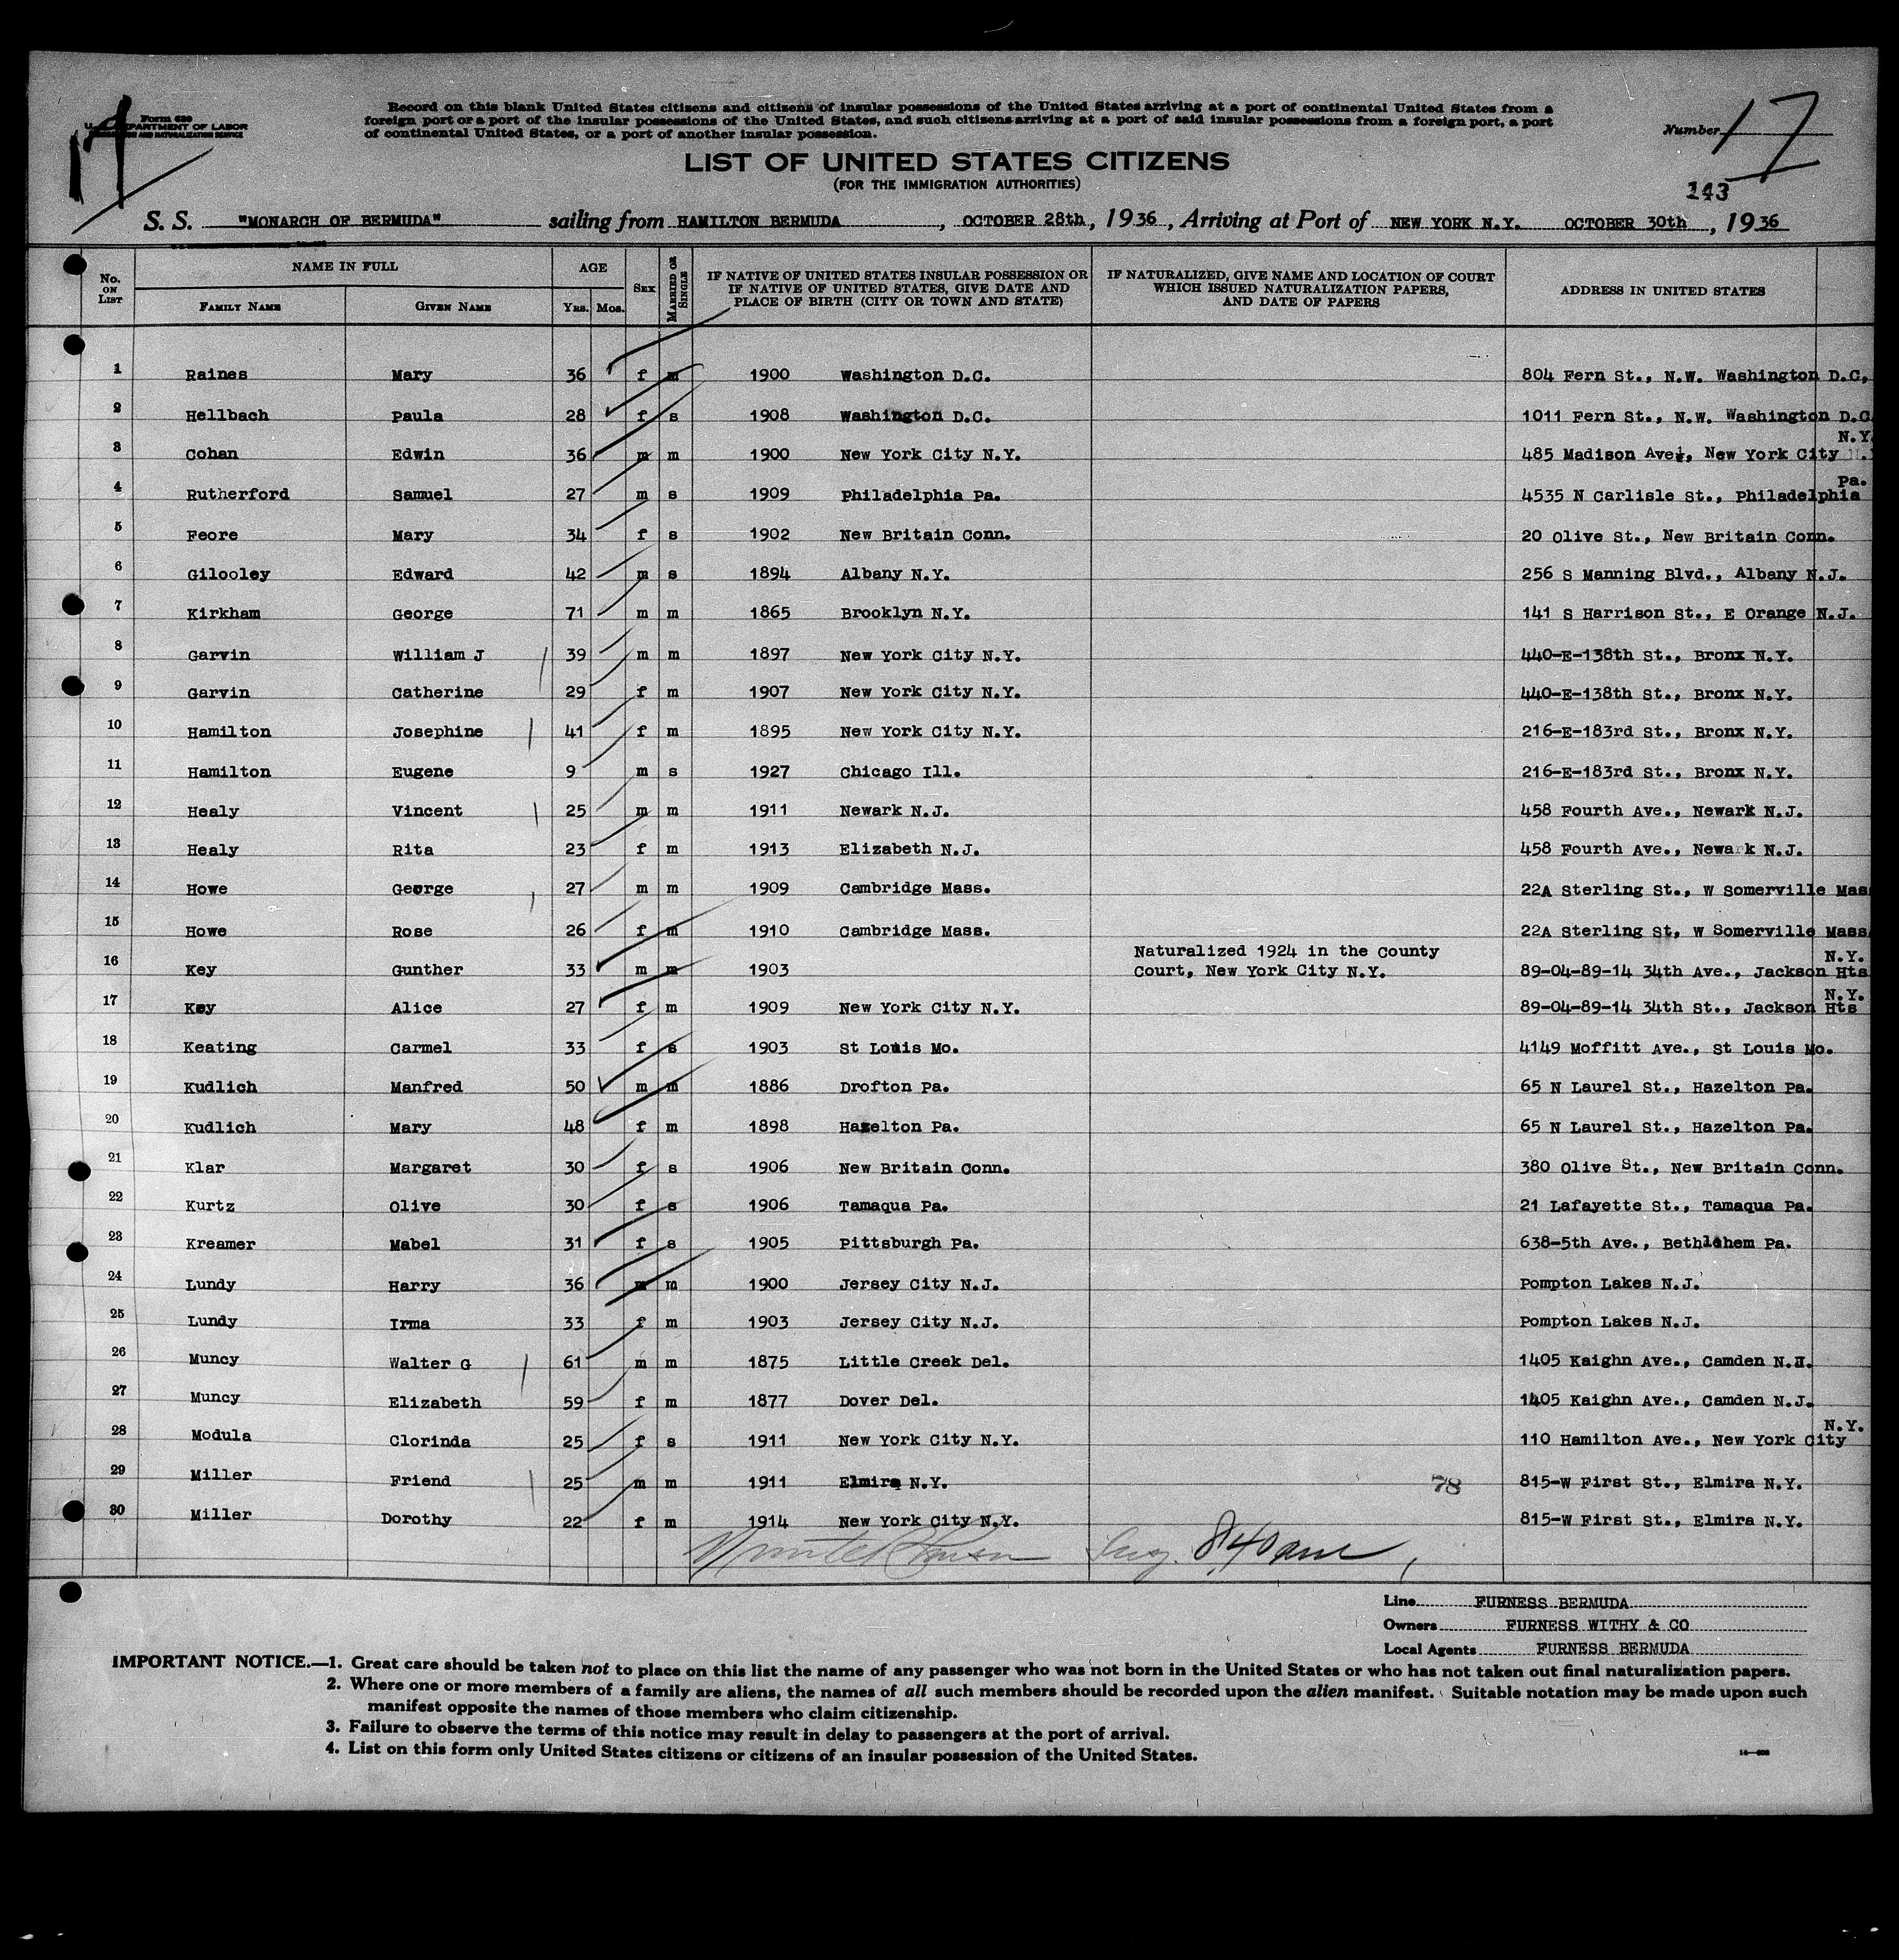 Form 630
U. S. DEPARTMENT OF LABOR
IMMIGRATION AND NATURALIZATION SERVICE
Record on this blank United States citizens and citizens of insular possessions of the United States arriving at a port of continental United States from a
foreign port or a port of the insular possessions of the United States, and such citizens arriving at a port of said insular possessions from a foreign port, a port
of continental United States, or a port of another insular possession.
Number 17
LIST OF UNITED STATES CITIZENS
(FOR THE IMMIGRATION AUTHORITIES)
143
S. S. "MONARCH OF BERMUDA" sailing from HAMILTON BERMUDA, OCTOBER 28th, 1936, Arriving at Port of NEW YORK N.Y. OCTOBER 30th, 1936
No. ON LIST NAME IN FULL FAMILY NAME GIVEN NAME AGE YRS. MOS. SEX MARRIED OR SINGLE IF NATIVE OF UNITED STATES INSULAR POSSESSION OR IF NATIVE OF UNITED STATES, GIVE DATE AND PLACE OF BIRTH (CITY OR TOWN AND STATE) IF NATURALIZED, GIVE NAME AND LOCATION OF COURT WHICH ISSUED NATURALIZATION PAPERS, AND DATE OF PAPERS ADDRESS IN UNITED STATES
1 Raines Mary 36 f m 1900 Washington D.C. 804 Fern St., N.W. Washington D.C,
2 Hellbach Paula 28 f s 1908 Washington D.C. 1011 Fern St., N.W. Washington D.C
3 Cohan Edwin 36 m m 1900 New York City N.Y. 485 Madison Ave., New York City N.Y.
4 Rutherford Samuel 27 m s 1909 Philadelphia Pa. 4535 N Carlisle St., Philadelphia Pa.
5 Feore Mary 34 f s 1902 New Britain Conn. 20 Olive St., New Britain Conn.
6 Gilooley Edward 42 m s 1894 Albany N.Y. 256 S Manning Blvd., Albany N.J.
7 Kirkham George 71 m m 1865 Brooklyn N.Y. 141 S Harrison St., E Orange N.J.
8 Garvin William J 39 m m 1897 New York City N.Y. 440-E-138th St., Bronx N.Y.
9 Garvin Catherine 29 f m 1907 New York City N.Y. 440-E-138th St., Bronx N.Y.
10 Hamilton Josephine 41 f m 1895 New York City N.Y. 216-E-183rd St., Bronx N.Y.
11 Hamilton Eugene 9 m s 1927 Chicago Ill. 216-E-183rd St., Bronx N.Y.
12 Healy Vincent 25 m m 1911 Newark N.J. 458 Fourth Ave., Newark N.J.
13 Healy Rita 23 f m 1913 Elizabeth N.J. 458 Fourth Ave., Newark N.J.
14 Howe George 27 m m 1909 Cambridge Mass. 22A Sterling St., W Somerville Mas
15 Howe Rose 26 f m 1910 Cambridge Mass. 22A Sterling St, W Somerville Mass
16 Key Gunther 33 m m 1903 Naturalized 1924 in the County Court, New York City N.Y. 89-04-89-14 34th Ave., Jackson Hts N.Y.
17 Key Alice 27 f m 1909 New York City N.Y. 89-04-89-14 34th St., Jackson Hts N.Y.
18 Keating Carmel 33 f s 1903 St Louis Mo. 4149 Moffitt Ave., St Louis Mo.
19 Kudlich Manfred 50 m m 1886 Drofton Pa. 65 N Laurel St., Hazelton Pa.
20 Kudlich Mary 48 f m 1898 Hazelton Pa. 65 N Laurel St., Hazelton Pa.
21 Klar Margaret 30 f s 1906 New Britain Conn. 380 Olive St., New Britain Conn.
22 Kurtz Olive 30 f s 1906 Tamaqua Pa. 21 Lafayette St., Tamaqua Pa.
23 Kreamer Mabel 31 f s 1905 Pittsburgh Pa. 638-5th Ave., Bethlehem Pa.
24 Lundy Harry 36 m m 1900 Jersey City N.J. Pompton Lakes N.J.
25 Lundy Irma 33 f m 1903 Jersey City N.J. Pompton Lakes N.J.
26 Muncy Walter G 61 m m 1875 Little Creek Del. 1405 Kaighn Ave., Camden N.J.
27 Muncy Elizabeth 59 f m 1877 Dover Del. 1405 Kaighn Ave., Camden N.J.
28 Modula Clorinda 25 f s 1911 New York City N.Y. 110 Hamilton Ave., New York City N.Y.
29 Miller Friend 25 m m 1911 Elmira N.Y. 78 815-W First St., Elmira N.Y.
30 Miller Dorothy 22 f m 1914 New York City N.Y. 815-W First St., Elmira N.Y.
840am
Line FURNESS BERMUDA
Owners FURNESS WITHY & CO
Local Agents FURNESS BERMUDA
IMPORTANT NOTICE.—1. Great care should be taken not to place on this list the name of any passenger who was not born in the United States or who has not taken out final naturalization papers.
2. Where one or more members of a family are aliens, the names of all such members should be recorded upon the alien manifest. Suitable notation may be made upon such
manifest opposite the names of those members who claim citizenship.
3. Failure to observe the terms of this notice may result in delay to passengers at the port of arrival.
4. List on this form only United States citizens or citizens of an insular possession of the United States.